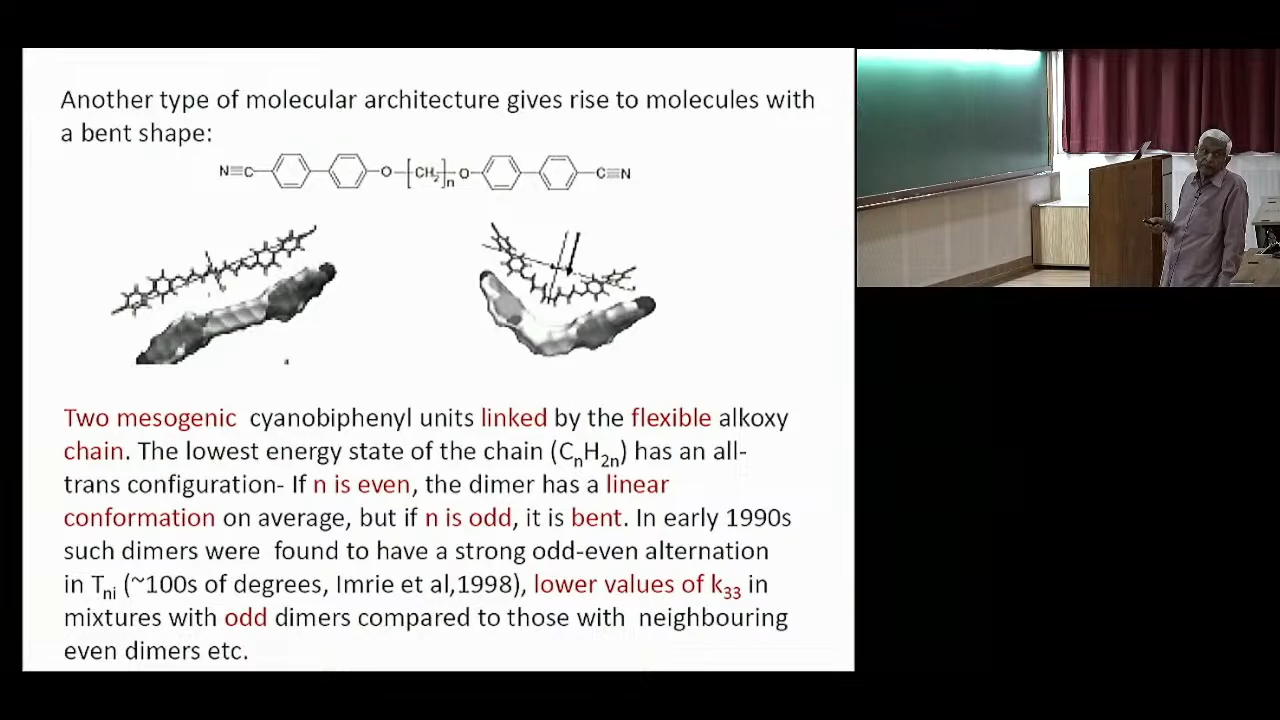 Another type of molecular architecture gives rise to molecules with
a bent shape:
N≡C O-[CH₂]ₙ-O C≡N
Two mesogenic cyanobiphenyl units linked by the flexible alkoxy
chain. The lowest energy state of the chain (CₙH₂ₙ) has an all-
trans configuration- If n is even, the dimer has a linear
conformation on average, but if n is odd, it is bent. In early 1990s
such dimers were found to have a strong odd-even alternation
in Tₙᵢ (~100s of degrees, Imrie et al,1998), lower values of k₃₃ in
mixtures with odd dimers compared to those with neighbouring
even dimers etc.